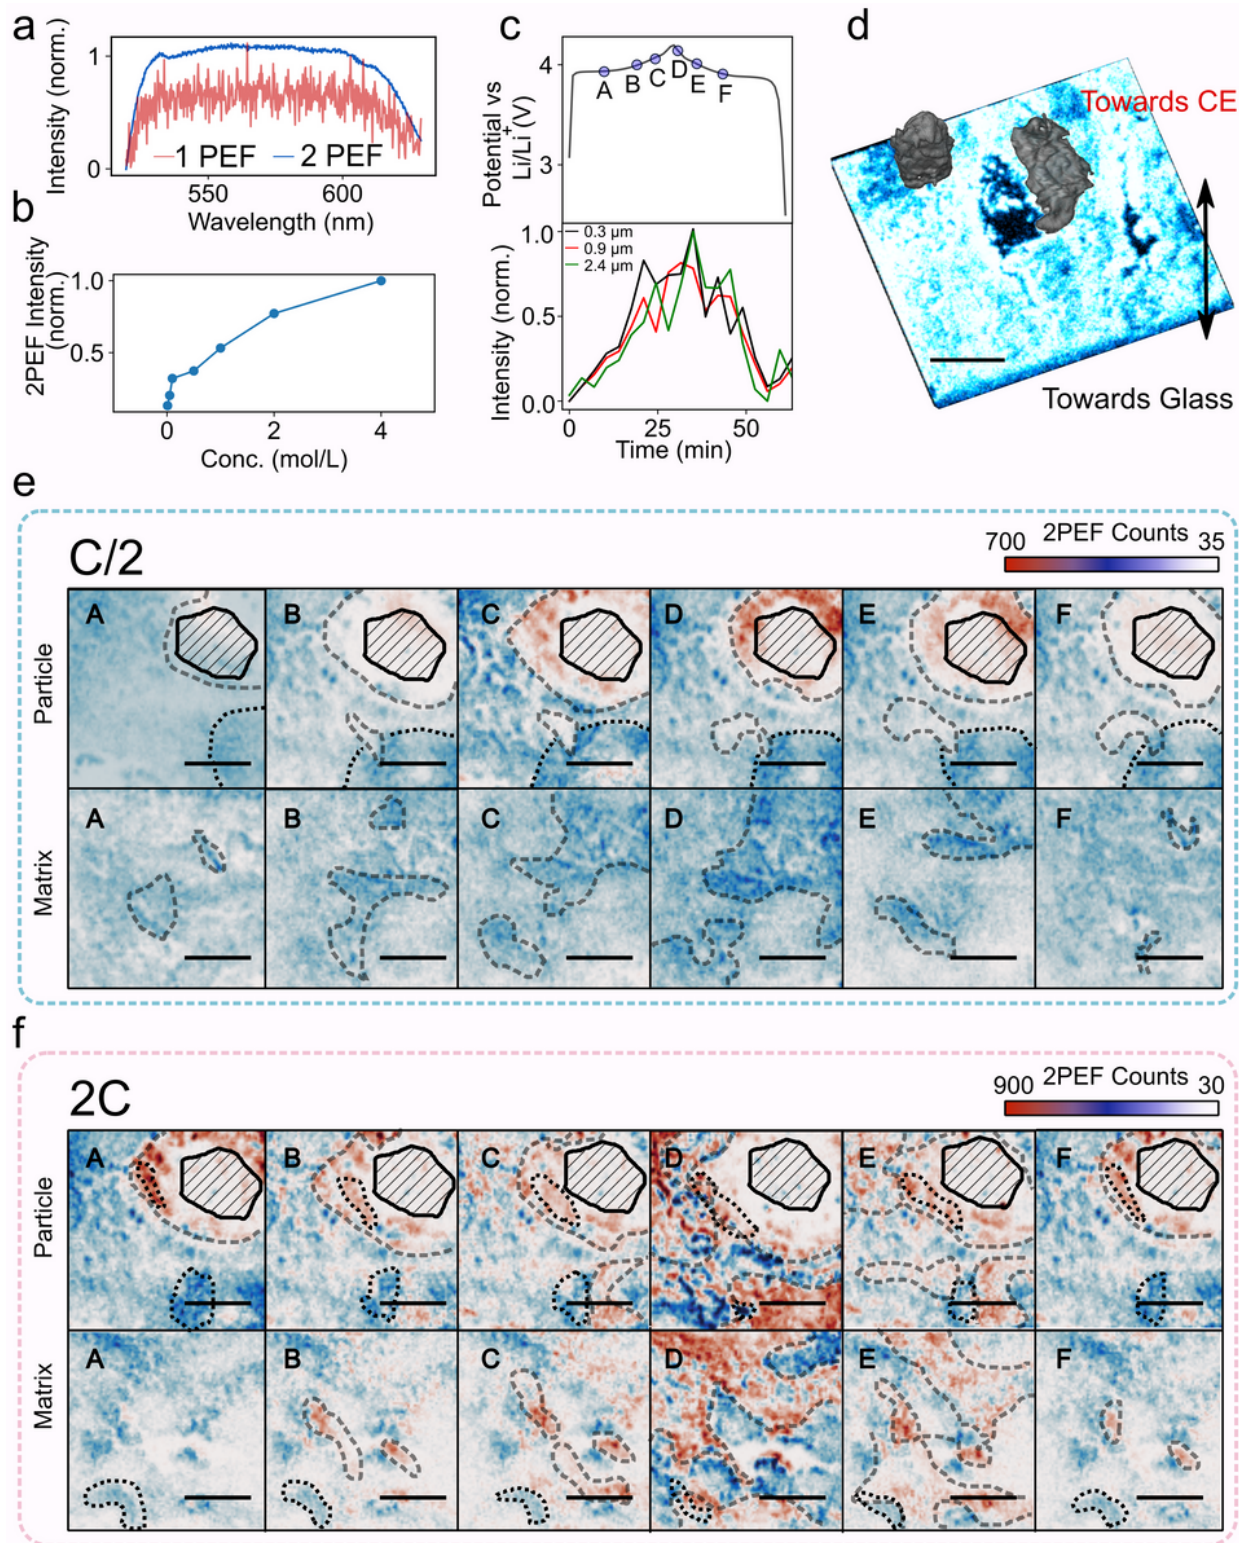 a
Intensity (norm.)
1
0
1 PEF
2 PEF
550
600
Wavelength (nm)
b
2PEF Intensity
(norm.)
1.0
0.5
0
2
4
Conc. (mol/L)
c
Potential vs
Li/Li+ (V)
4
3
A
B
C
D
E
F
Intensity (norm.)
1.0
0.5
0.0
0.3 μm
0.9 μm
2.4 μm
0
25
50
Time (min)
d
Towards CE
Towards Glass
e
C/2
2PEF Counts
700
35
Particle
A
B
C
D
E
F
Matrix
A
B
C
D
E
F
f
2C
2PEF Counts
900
30
Particle
A
B
C
D
E
F
Matrix
A
B
C
D
E
F